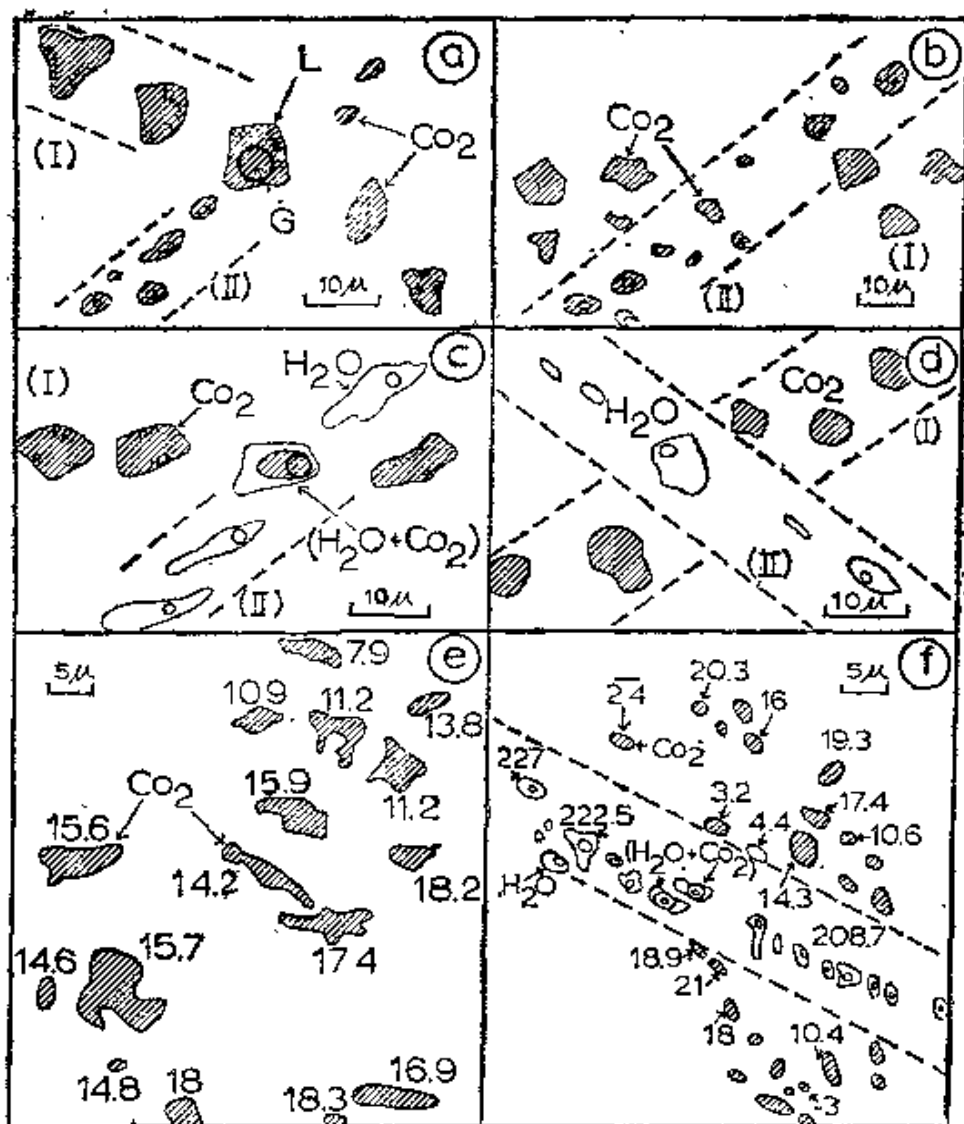 a
L
Co2
(I)
G
(II)
10μ
b
Co2
(I)
(II)
10μ
c
H2O
(I)
Co2
(H2O+Co2)
(II)
10μ
d
Co2
H2O
(I)
(II)
10μ
e
5μ
7.9
10.9
11.2
13.8
Co2
15.9
11.2
15.6
14.2
18.2
17.4
14.6
15.7
14.8
18
18.3
16.9
f
5μ
20.3
24
16
+Co2
19.3
227
3.2
4.4
17.4
222.5
10.6
(H2O+Co2)
H2O
14.3
18.9
208.7
21
18
10.4
-3